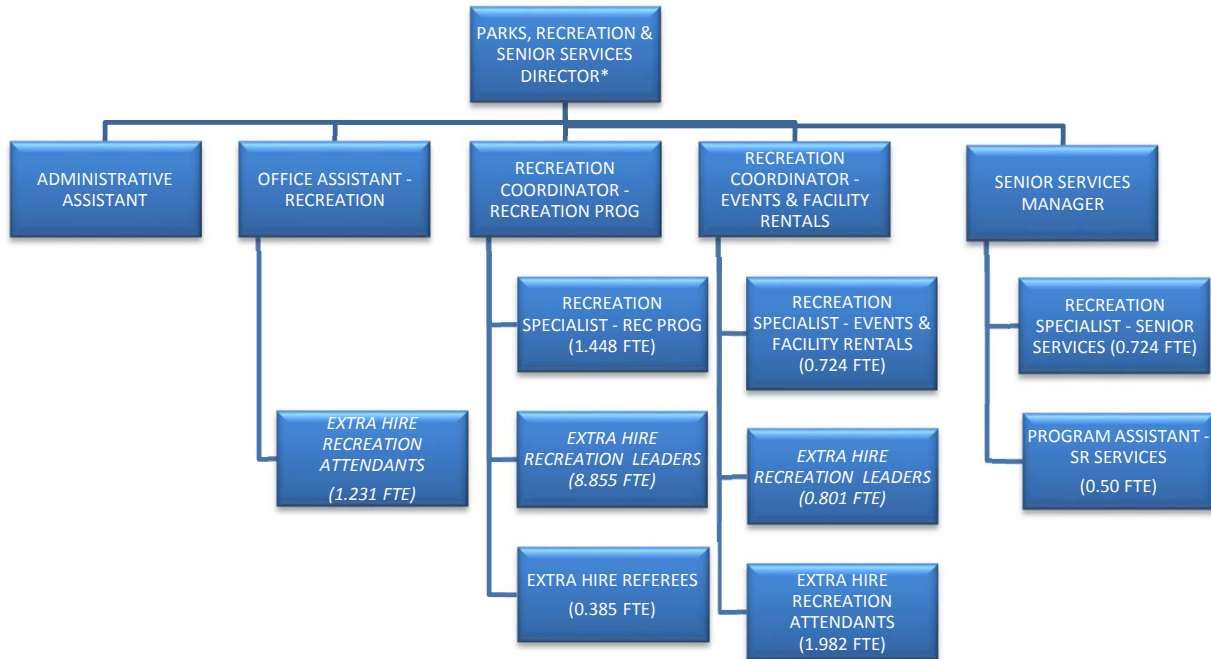 PARKS, RECREATION &
SENIOR SERVICES
DIRECTOR*
ADMINISTRATIVE
ASSISTANT
OFFICE ASSISTANT -
RECREATION
RECREATION
COORDINATOR -
RECREATION PROG
RECREATION
COORDINATOR -
EVENTS & FACILITY
RENTALS
SENIOR SERVICES
MANAGER
EXTRA HIRE
RECREATION
ATTENDANTS
(1.231 FTE)
RECREATION
SPECIALIST - REC PROG
(1.448 FTE)
EXTRA HIRE
RECREATION LEADERS
(8.855 FTE)
EXTRA HIRE REFEREES
(0.385 FTE)
RECREATION
SPECIALIST - EVENTS &
FACILITY RENTALS
(0.724 FTE)
EXTRA HIRE
RECREATION LEADERS
(0.801 FTE)
EXTRA HIRE
RECREATION
ATTENDANTS
(1.982 FTE)
RECREATION
SPECIALIST - SENIOR
SERVICES (0.724 FTE)
PROGRAM ASSISTANT -
SR SERVICES
(0.50 FTE)